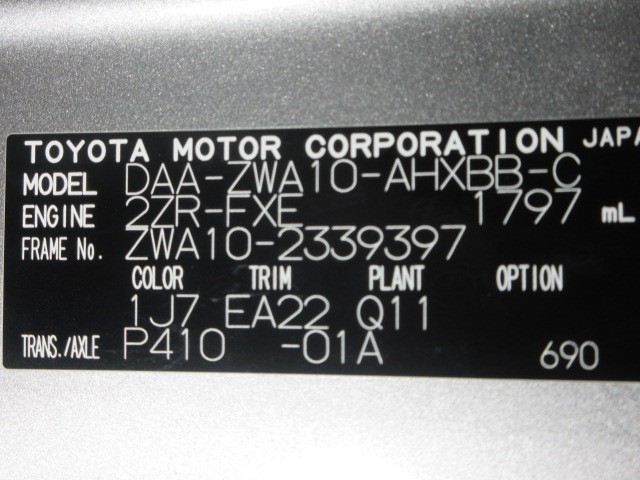 TOYOTA MOTOR CORPORATION JAPA
MODEL DAA-ZWA10-AHXBB-C
ENGINE 2ZR-FXE 1797 mL
FRAME No. ZWA10-2339397
COLOR TRIM PLANT OPTION
1J7 EA22 Q11
TRANS./AXLE P410 -01A 690